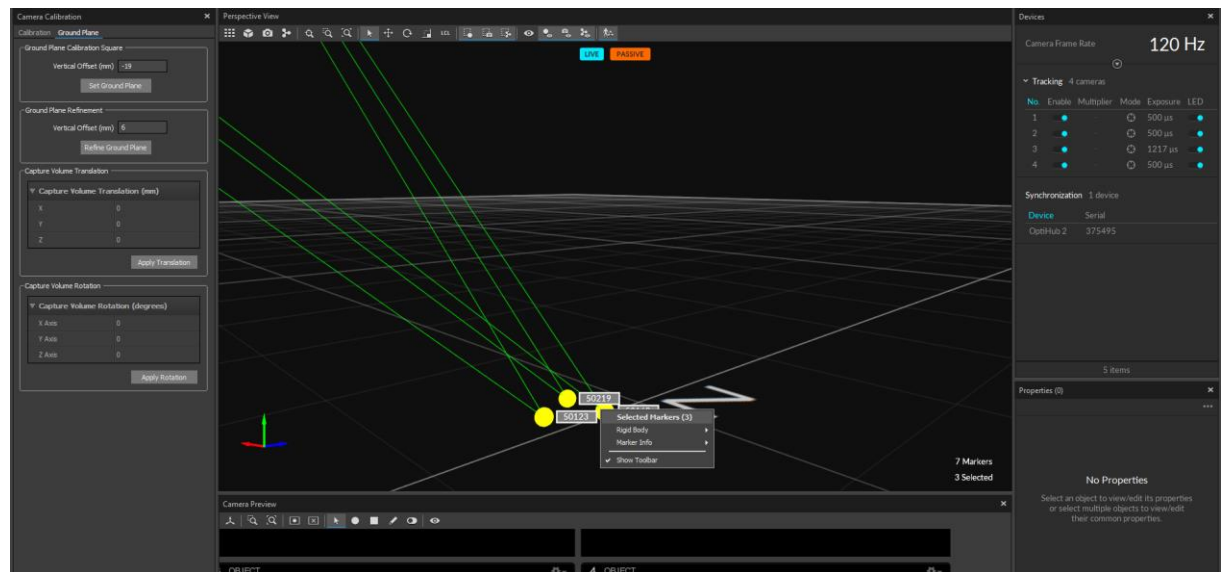 Camera Calibration
Calibration Ground Plane
Ground Plane Calibration Square
Vertical Offset (mm) -19
Set Ground Plane
Ground Plane Refinement
Vertical Offset (mm) 6
Refine Ground Plane
Capture Volume Translation
Capture Volume Translation (mm)
X 0
Y 0
Z 0
Apply Translation
Capture Volume Rotation
Capture Volume Rotation (degrees)
X Axis 0
Y Axis 0
Z Axis 0
Apply Rotation
Perspective View
LCL
LIVE PASSIVE
50219
50123
Z
Selected Markers (3)
Rigid Body
Marker Info
Show Toolbar
7 Markers
3 Selected
Camera Preview
OBJECT
4 OBJECT
Devices
Camera Frame Rate 120 Hz
Tracking 4 cameras
No. Enable Multiplier Mode Exposure LED
1 500 µs
2 500 µs
3 1217 µs
4 500 µs
Synchronization 1 device
Device Serial
OptiHub 2 375495
5 items
Properties (0)
No Properties
Select an object to view/edit its properties
or select multiple objects to view/edit
their common properties.